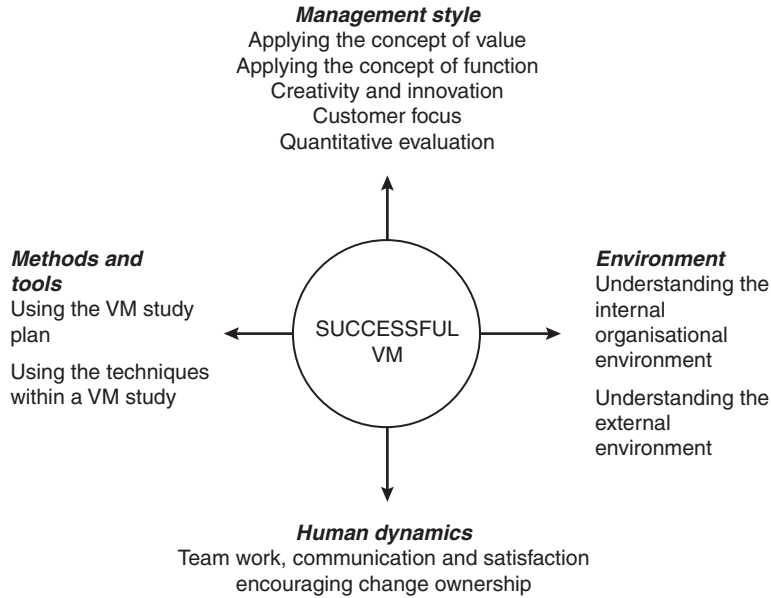 Management style
Applying the concept of value
Applying the concept of function
Creativity and innovation
Customer focus
Quantitative evaluation
Methods and
tools
Using the VM study
plan
Using the techniques
within a VM study
SUCCESSFUL
VM
Environment
Understanding the
internal
organisational
environment
Understanding the
external
environment
Human dynamics
Team work, communication and satisfaction
encouraging change ownership